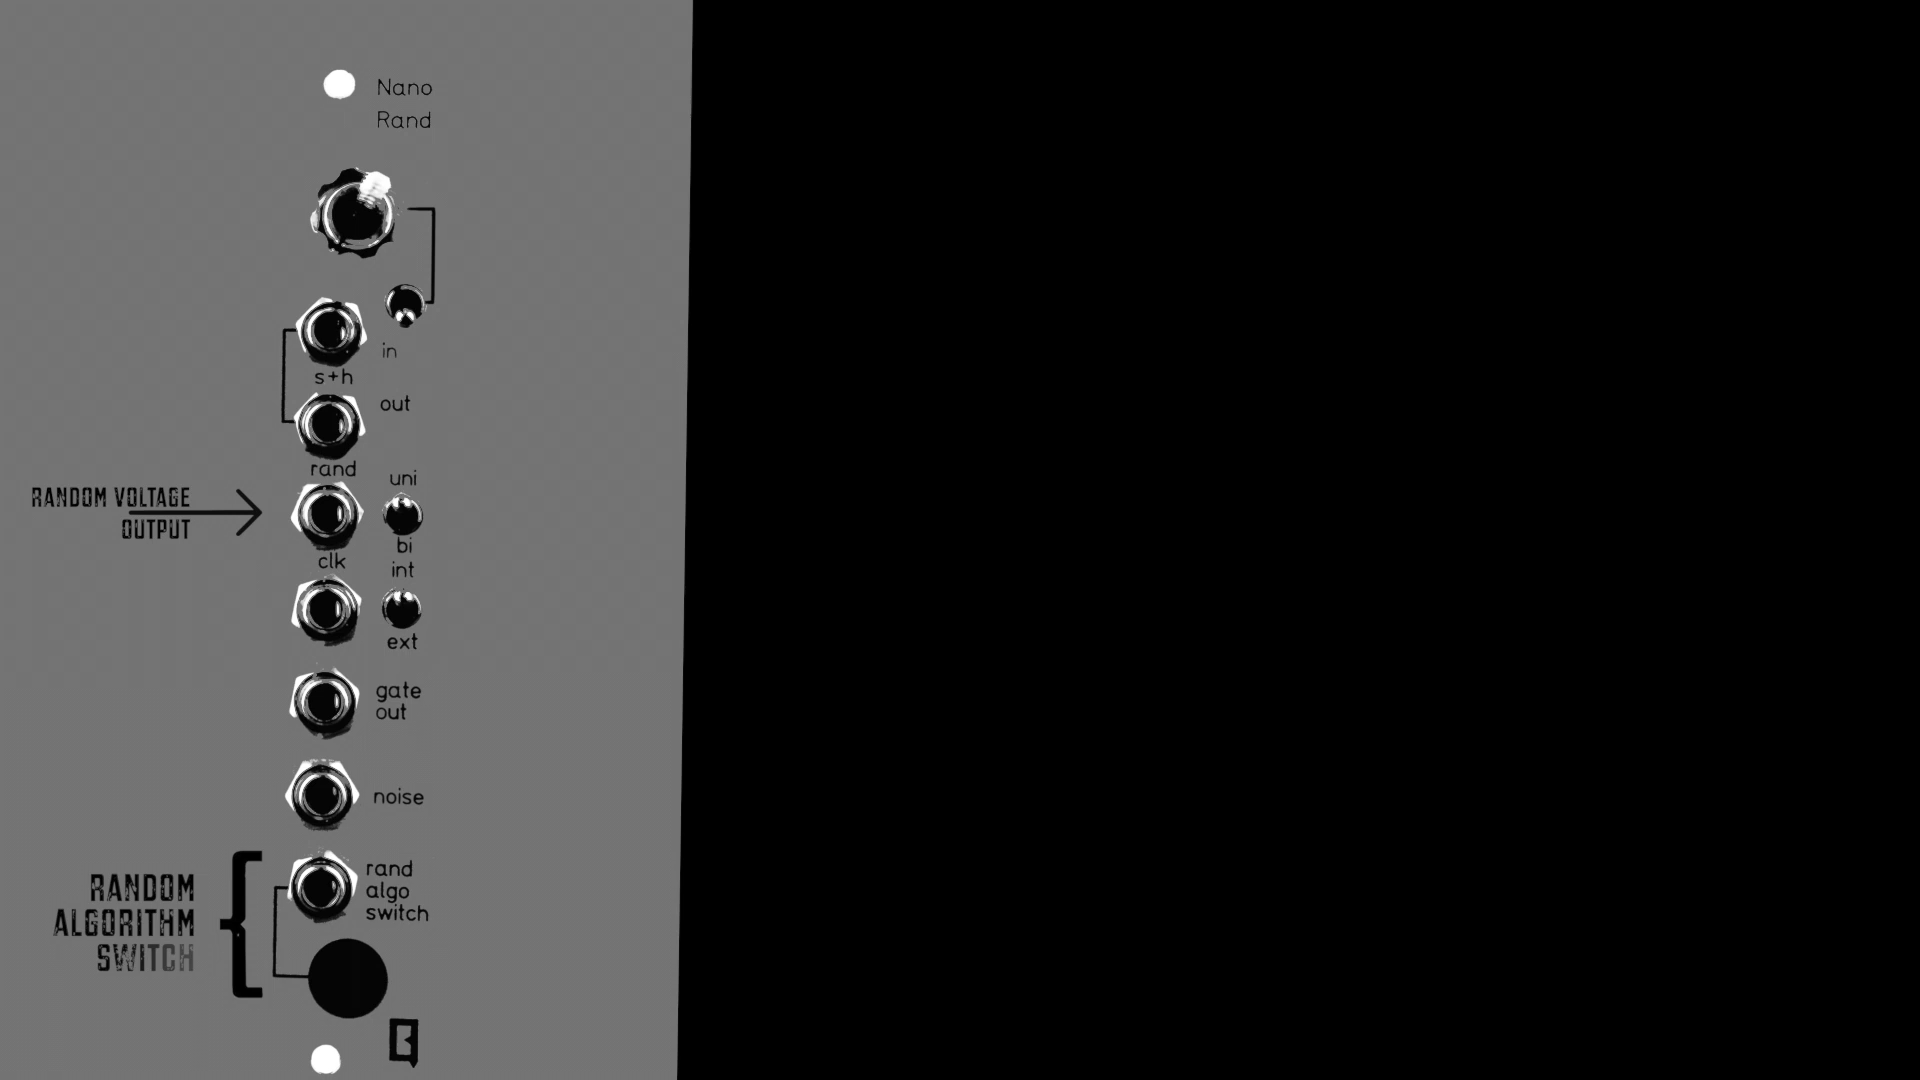 Nano
Rand
in
s+h
out
rand
uni
RANDOM VOLTAGE
OUTPUT
bi
clk
int
ext
gate
out
noise
rand
algo
switch
RANDOM
ALGORITHM
SWITCH